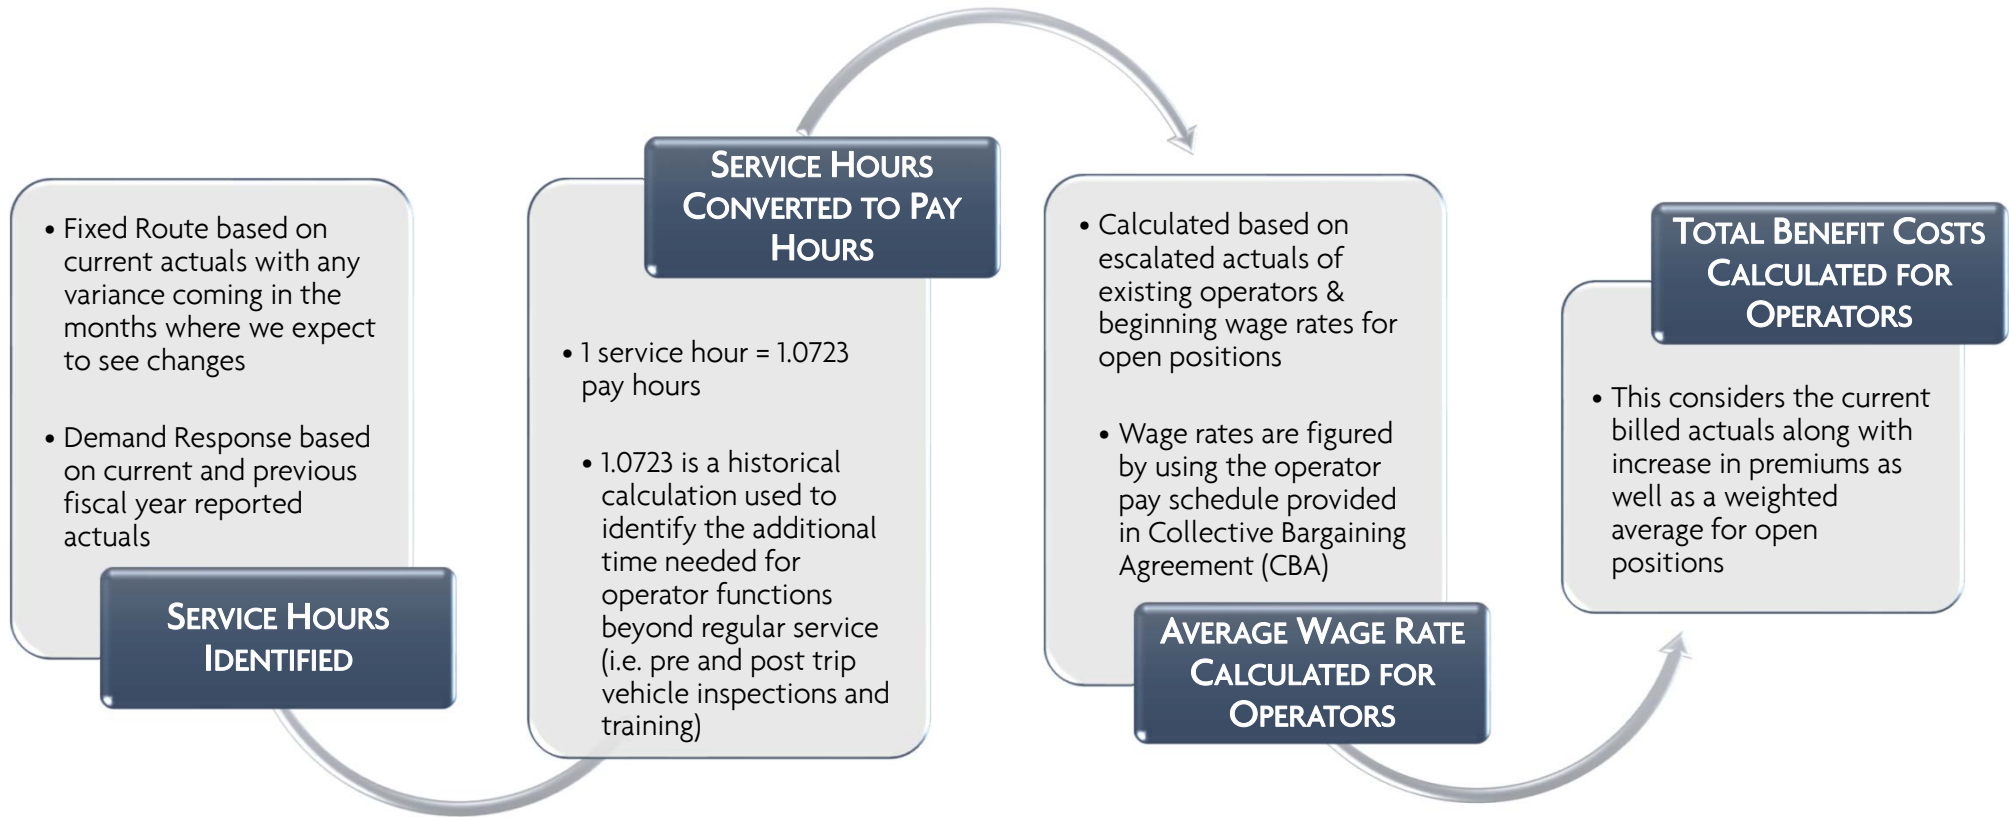 • Fixed Route based on
current actuals with any
variance coming in the
months where we expect
to see changes
• Demand Response based
on current and previous
fiscal year reported
actuals
SERVICE HOURS
IDENTIFIED
SERVICE HOURS
CONVERTED TO PAY
HOURS
• 1 service hour = 1.0723
pay hours
• 1.0723 is a historical
calculation used to
identify the additional
time needed for
operator functions
beyond regular service
(i.e. pre and post trip
vehicle inspections and
training)
• Calculated based on
escalated actuals of
existing operators &
beginning wage rates for
open positions
• Wage rates are figured
by using the operator
pay schedule provided
in Collective Bargaining
Agreement (CBA)
AVERAGE WAGE RATE
CALCULATED FOR
OPERATORS
TOTAL BENEFIT COSTS
CALCULATED FOR
OPERATORS
• This considers the current
billed actuals along with
increase in premiums as
well as a weighted
average for open
positions